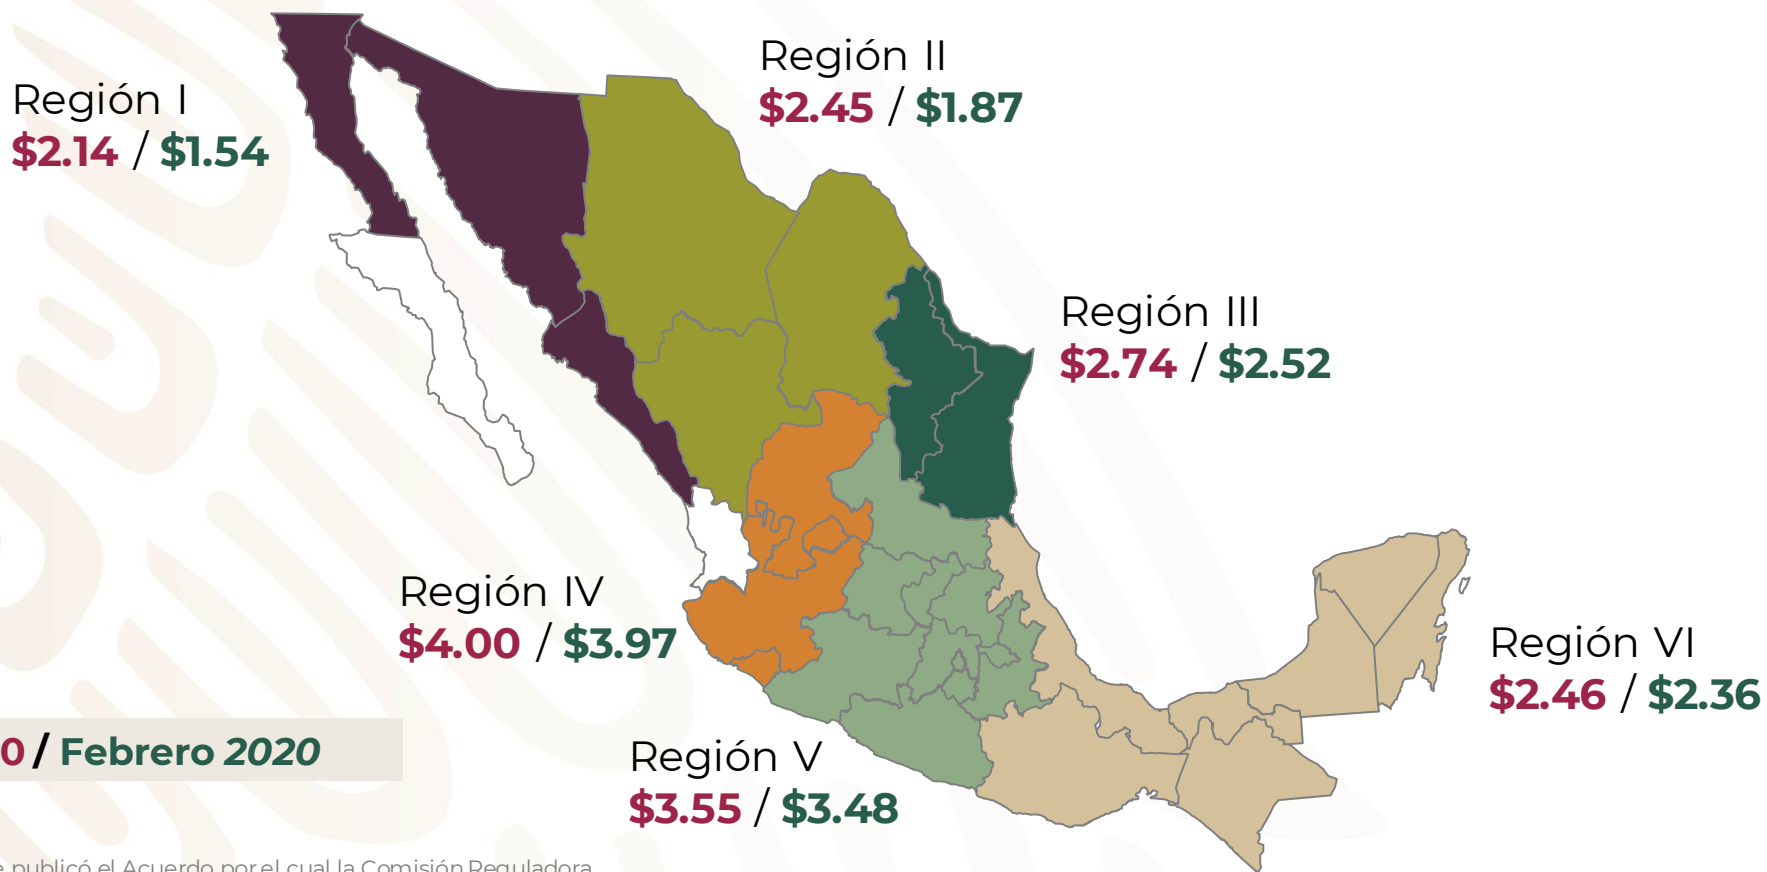 Región I
$2.14 / $1.54
Región II
$2.45 / $1.87
Región III
$2.74 / $2.52
Región IV
$4.00 / $3.97
Región V
$3.55 / $3.48
Región VI
$2.46 / $2.36
0 / Febrero 2020
publicó el Acuerdo por el cual la Comisión Reguladora